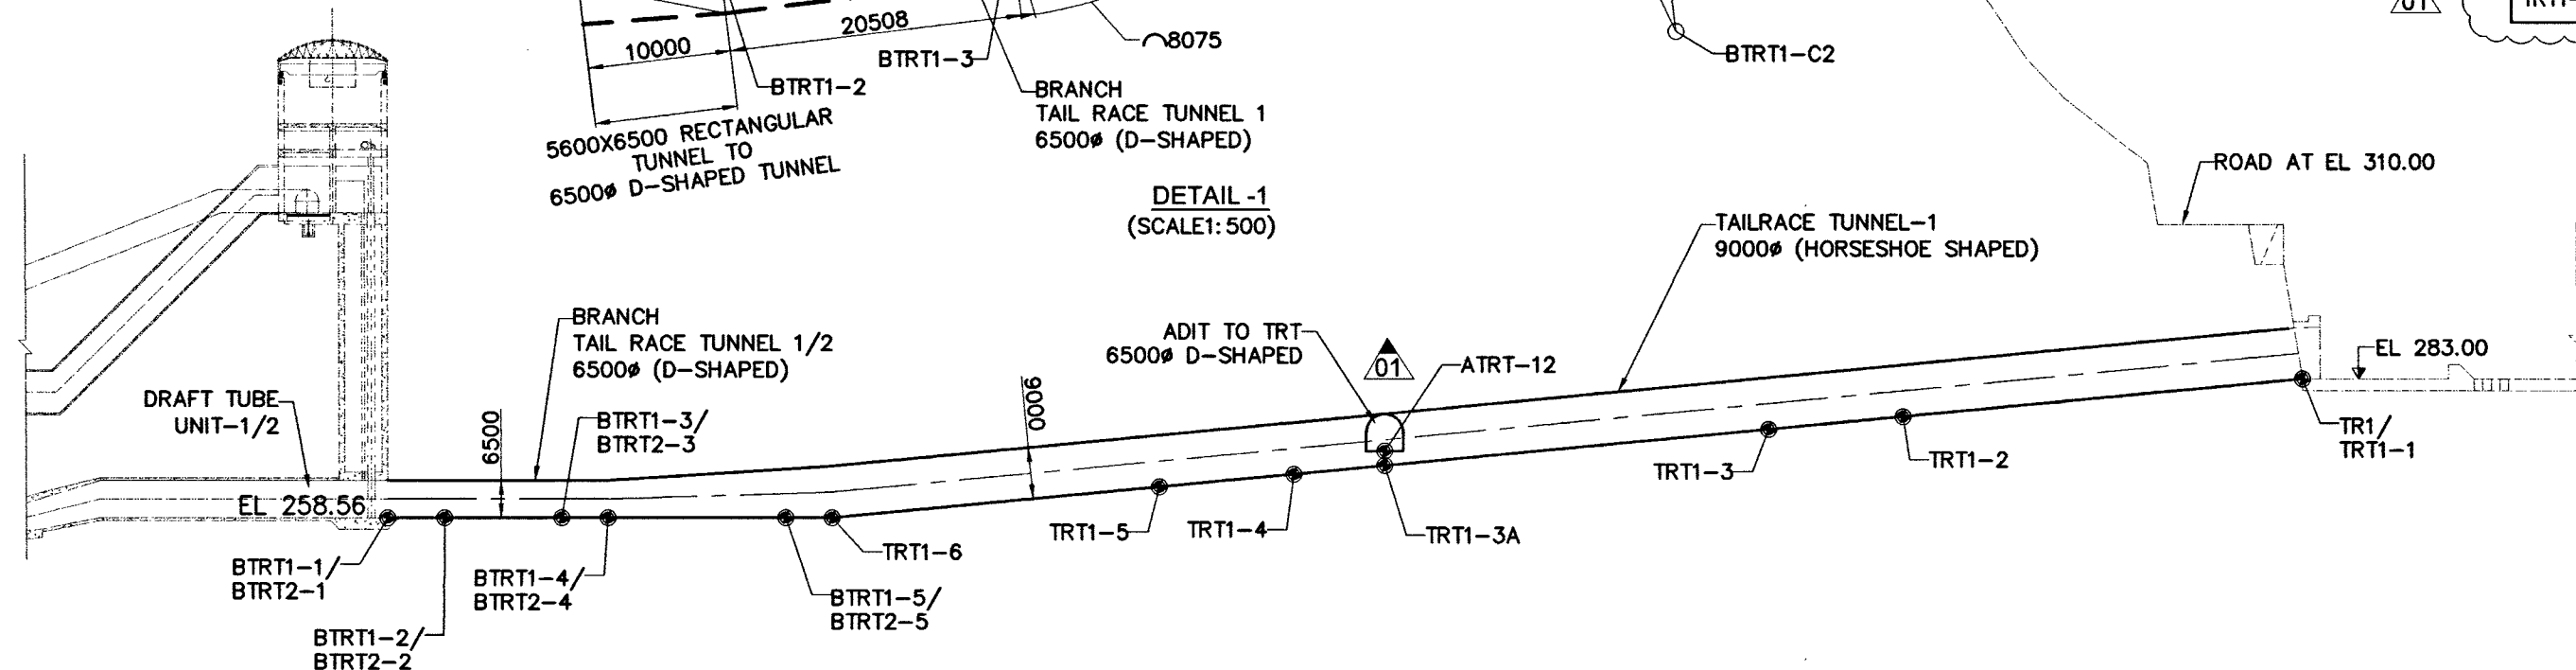 20508
10000
8075
BTRT1-3
BTRT1-2
BTRT1-C2
01
BRANCH
TAIL RACE TUNNEL 1
6500ø (D-SHAPED)
5600X6500 RECTANGULAR
TUNNEL TO
6500ø D-SHAPED TUNNEL
DETAIL -1
(SCALE1:500)
ROAD AT EL 310.00
TAILRACE TUNNEL-1
9000ø (HORSESHOE SHAPED)
BRANCH
TAIL RACE TUNNEL 1/2
6500ø (D-SHAPED)
ADIT TO TRT
6500ø D-SHAPED
01
ATRT-12
EL 283.00
DRAFT TUBE
UNIT-1/2
6500
BTRT1-3/
BTRT2-3
9000
TR1/
TRT1-1
TRT1-2
TRT1-3
EL 258.56
TRT1-5
TRT1-4
TRT1-3A
TRT1-6
BTRT1-1/
BTRT2-1
BTRT1-4/
BTRT2-4
BTRT1-5/
BTRT2-5
BTRT1-2/
BTRT2-2